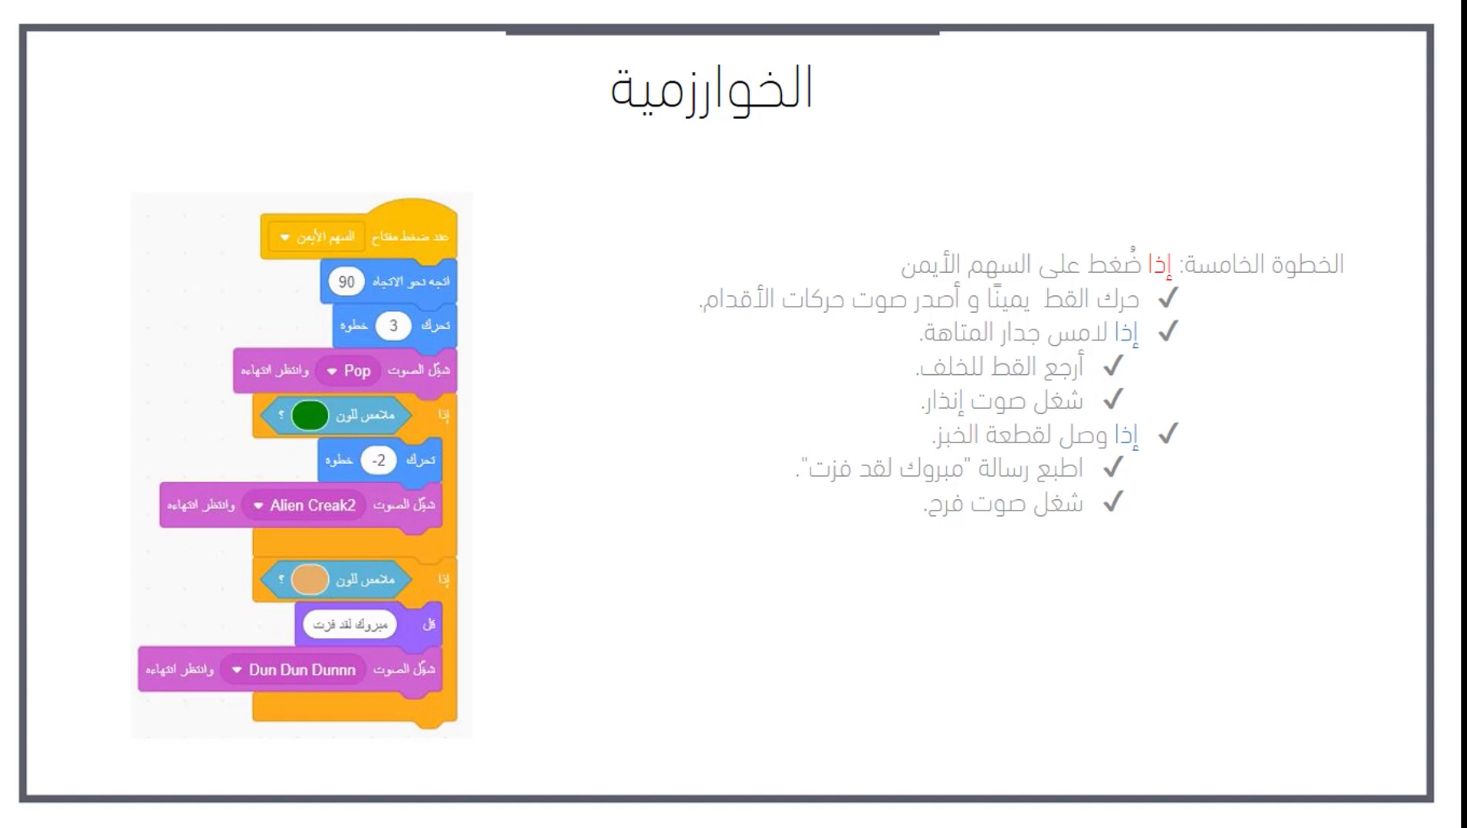 الخوارزمية
الخطوة الخامسة: إذا ضُغط على السهم الأيمن
✓ حرك القط يمينًا و أصدر صوت حركات الأقدام.
✓ إذا لامس جدار المتاهة.
✓ أرجع القط للخلف.
✓ شغل صوت إنذار.
✓ إذا وصل لقطعة الخبز.
✓ اطبع رسالة "مبروك لقد فزت".
✓ شغل صوت فرح.
عند ضغط مفتاح السهم الأيمن
اتجه نحو الاتجاه 90
تحرك 3 خطوة
شغّل الصوت Pop وانتظر انتهاءه
إذا ملامس للون ؟
تحرك -2 خطوة
شغّل الصوت Alien Creak2 وانتظر انتهاءه
إذا ملامس للون ؟
قل مبروك لقد فزت
شغّل الصوت Dun Dun Dunnn وانتظر انتهاءه